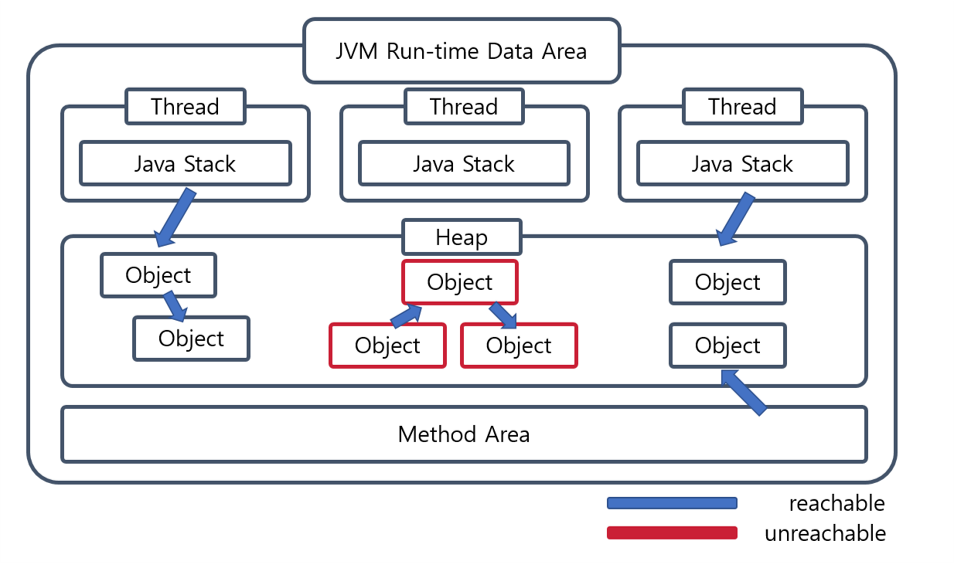 JVM Run-time Data Area
Thread
Thread
Thread
Java Stack
Java Stack
Java Stack
Heap
Object
Object
Object
Object
Object
Object
Object
Method Area
reachable
unreachable